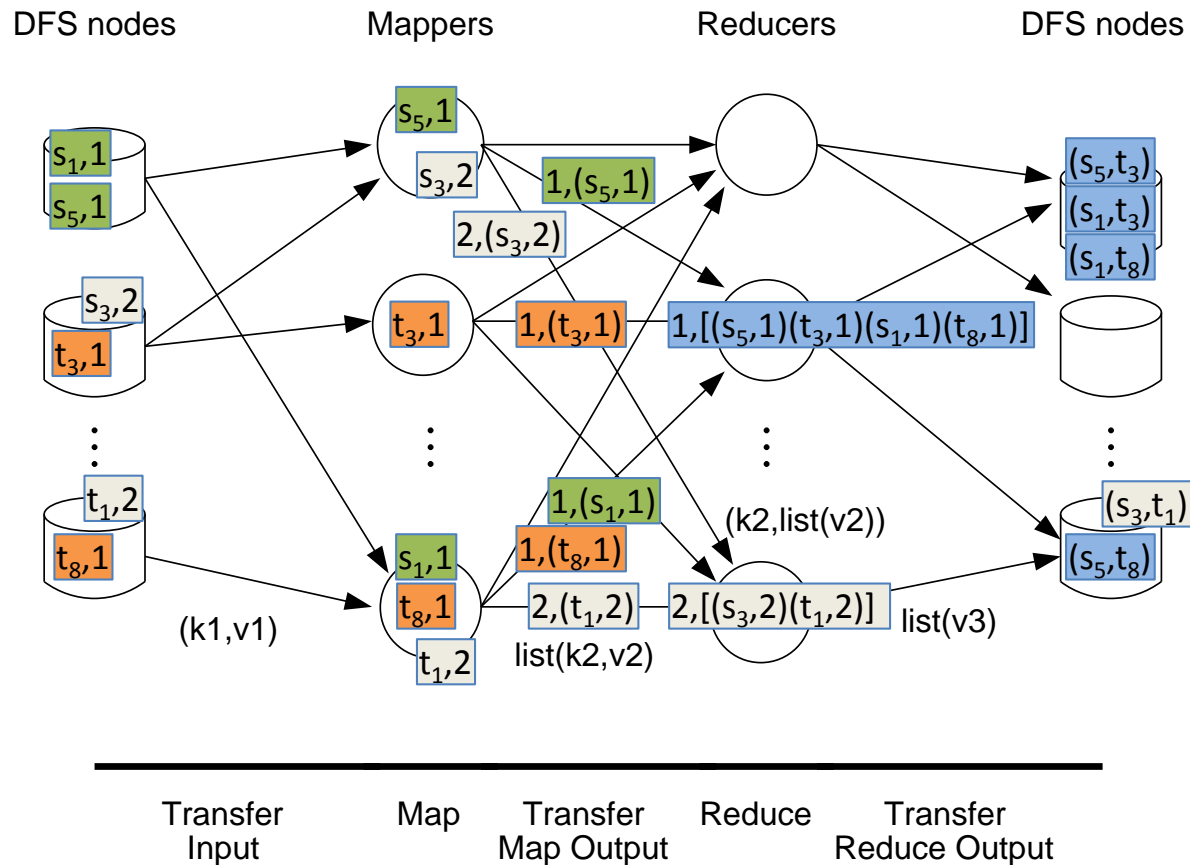 DFS nodes
Mappers
Reducers
DFS nodes
s₁,1
s₅,1
s₃,2
t₃,1
⋮
t₁,2
t₈,1
(k1,v1)
s₅,1
s₃,2
t₃,1
⋮
s₁,1
t₈,1
t₁,2
1,(s₅,1)
2,(s₃,2)
1,(t₃,1)
1,(s₁,1)
1,(t₈,1)
2,(t₁,2)
list(k2,v2)
1,[(s₅,1)(t₃,1)(s₁,1)(t₈,1)]
⋮
(k2,list(v2))
2,[(s₃,2)(t₁,2)]
list(v3)
(s₅,t₃)
(s₁,t₃)
(s₁,t₈)
⋮
(s₃,t₁)
(s₅,t₈)
Transfer
Input
Map
Transfer
Map Output
Reduce
Transfer
Reduce Output